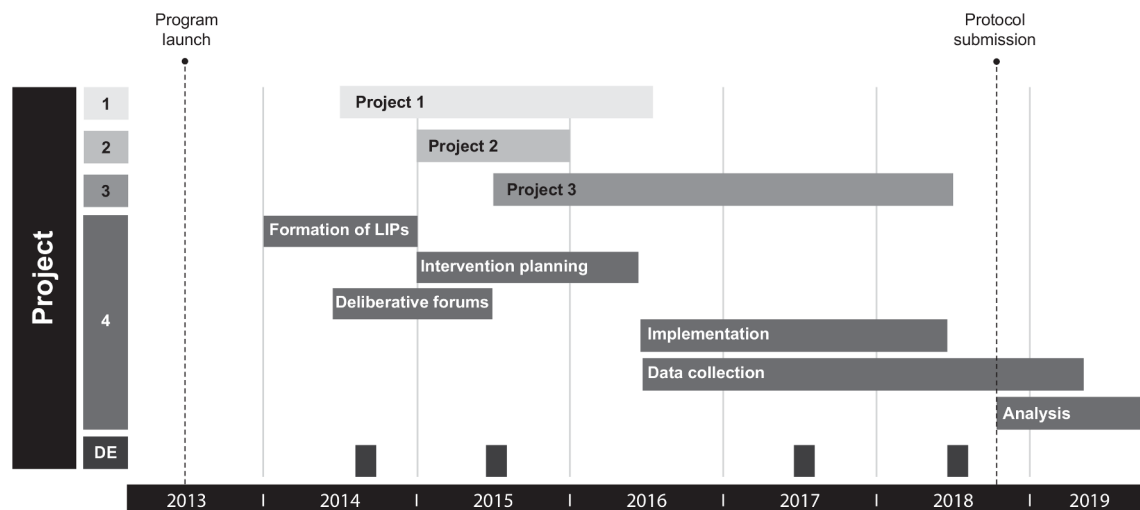 Program
launch
Protocol
submission
Project
1
Project 1
2
Project 2
3
Project 3
4
Formation of LIPs
Intervention planning
Deliberative forums
Implementation
Data collection
Analysis
DE
2013 I 2014 I 2015 I 2016 I 2017 I 2018 I 2019